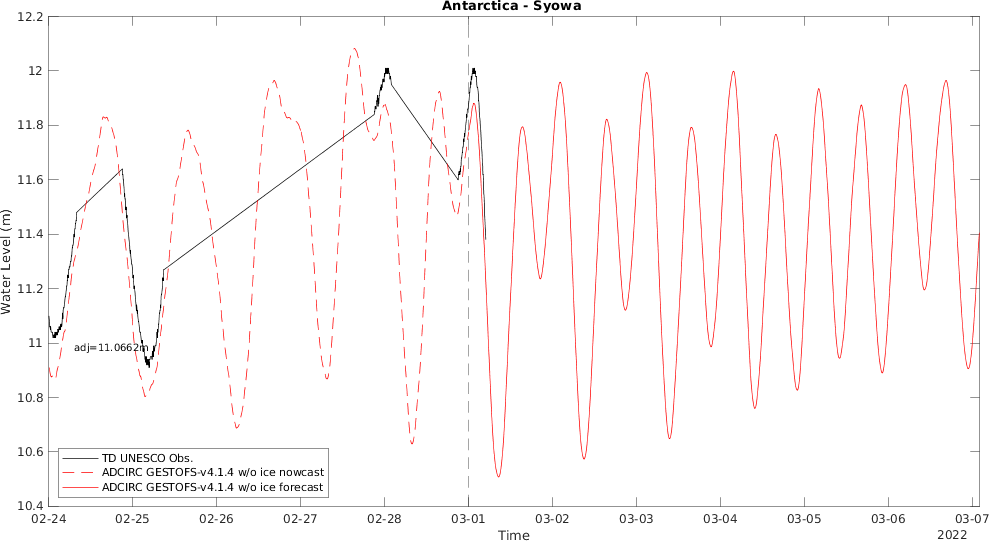 Antarctica - Syowa
12.2
12
11.8
11.6
11.4
11.2
11
10.8
10.6
10.4
Water Level (m)
adj=11.0662m
TD UNESCO Obs.
ADCIRC GESTOFS-v4.1.4 w/o ice nowcast
ADCIRC GESTOFS-v4.1.4 w/o ice forecast
02-24 02-25 02-26 02-27 02-28 03-01 03-02 03-03 03-04 03-05 03-06 03-07
Time
2022